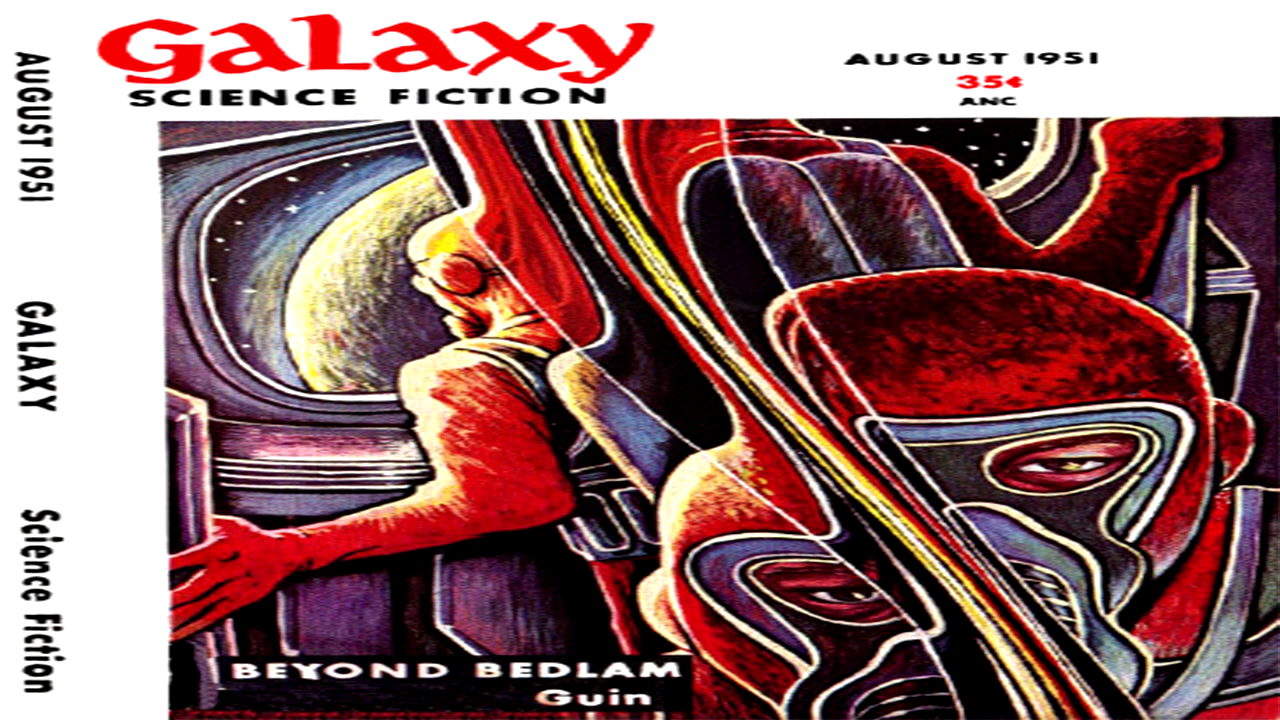 GALAXY
SCIENCE FICTION
AUGUST 1951
35¢
ANC
AUGUST 1951
GALAXY
Science Fiction
BEYOND BEDLAM
Guin